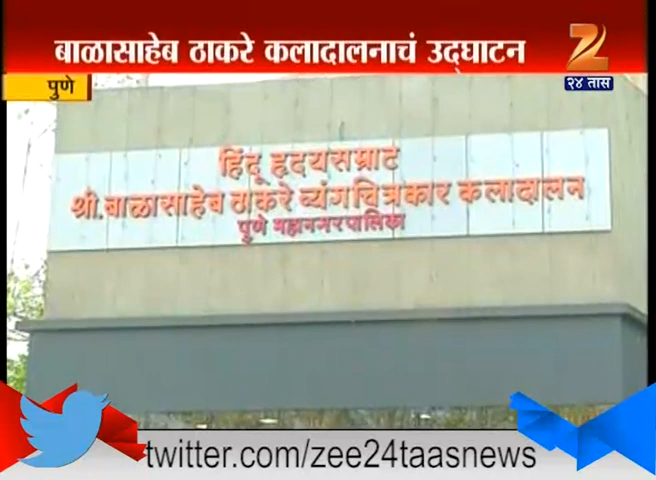 बाळासाहेब ठाकरे कलादालनाचं उद्‌घाटन
२४ तास
पुणे
हिंदू हृदयसम्राट
श्री.बाळासाहेब ठाकरे व्यंगचित्रकार कलादालन
पुणे महानगरपालिका
twitter.com/zee24taasnews